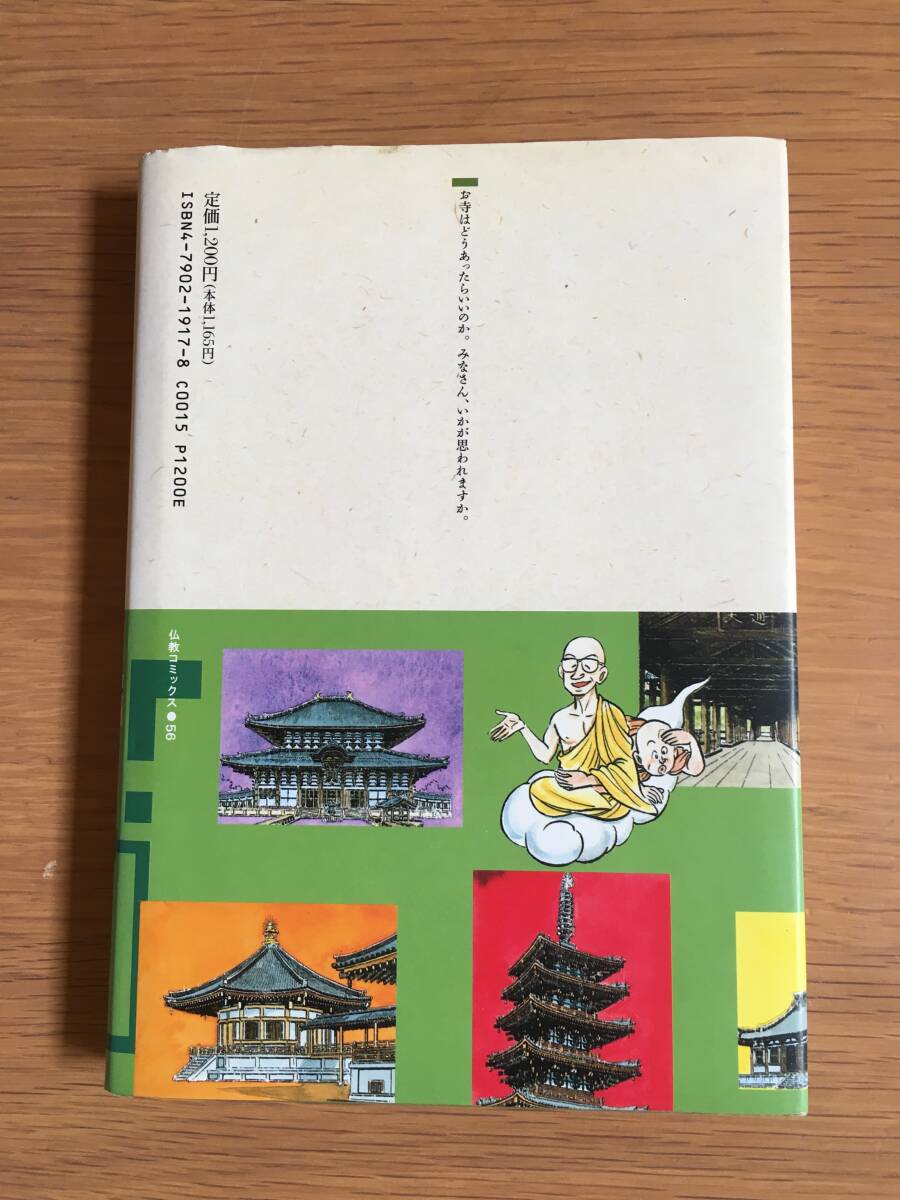 お寺はどうあったらいいのか。みなさん、いかが思われますか。
定価1,200円(本体1,165円)
ISBN4-7902-1917-8 C0015 P1200E
仏教コミックス●56